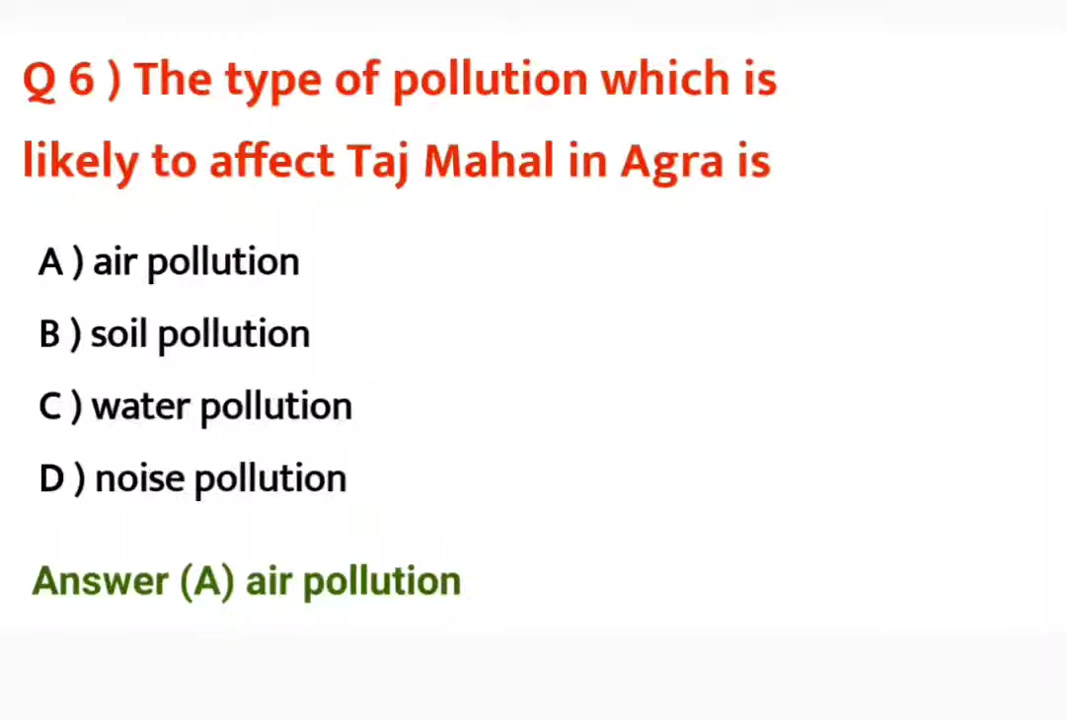 Q 6 ) The type of pollution which is
likely to affect Taj Mahal in Agra is
A ) air pollution
B ) soil pollution
C ) water pollution
D ) noise pollution
Answer (A) air pollution